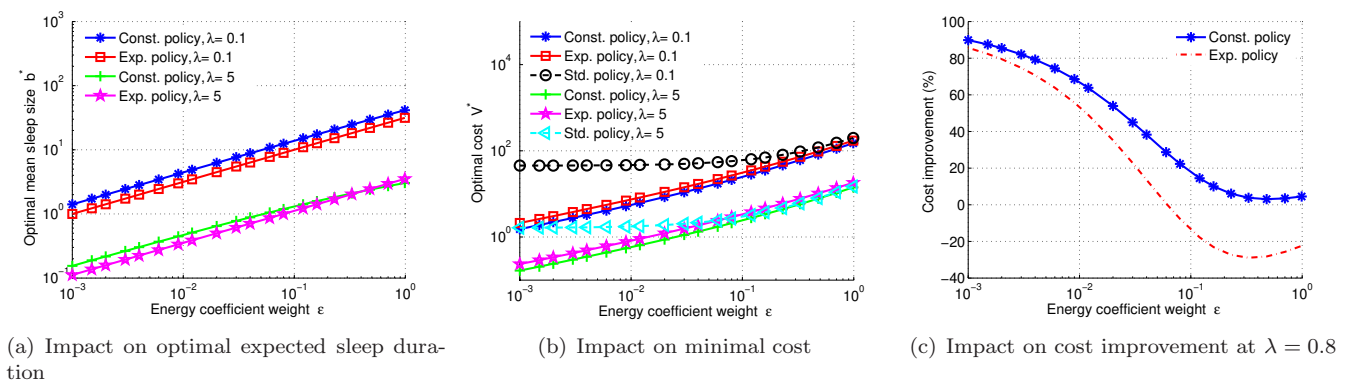 Optimal mean sleep size b*
10^3
10^2
10^1
10^0
10^-1
Const. policy, λ= 0.1
Exp. policy, λ= 0.1
Const. policy, λ= 5
Exp. policy, λ= 5
10^-3 10^-2 10^-1 10^0
Energy coefficient weight ε
(a) Impact on optimal expected sleep dura-
tion
Optimal cost V*
10^4
10^2
10^0
Const. policy, λ= 0.1
Exp. policy, λ= 0.1
Std. policy, λ= 0.1
Const. policy, λ= 5
Exp. policy, λ= 5
Std. policy, λ= 5
10^-3 10^-2 10^-1 10^0
Energy coefficient weight ε
(b) Impact on minimal cost
Cost improvement (%)
100
80
60
40
20
0
−20
−40
Const. policy
Exp. policy
10^-3 10^-2 10^-1 10^0
Energy coefficient weight ε
(c) Impact on cost improvement at λ = 0.8